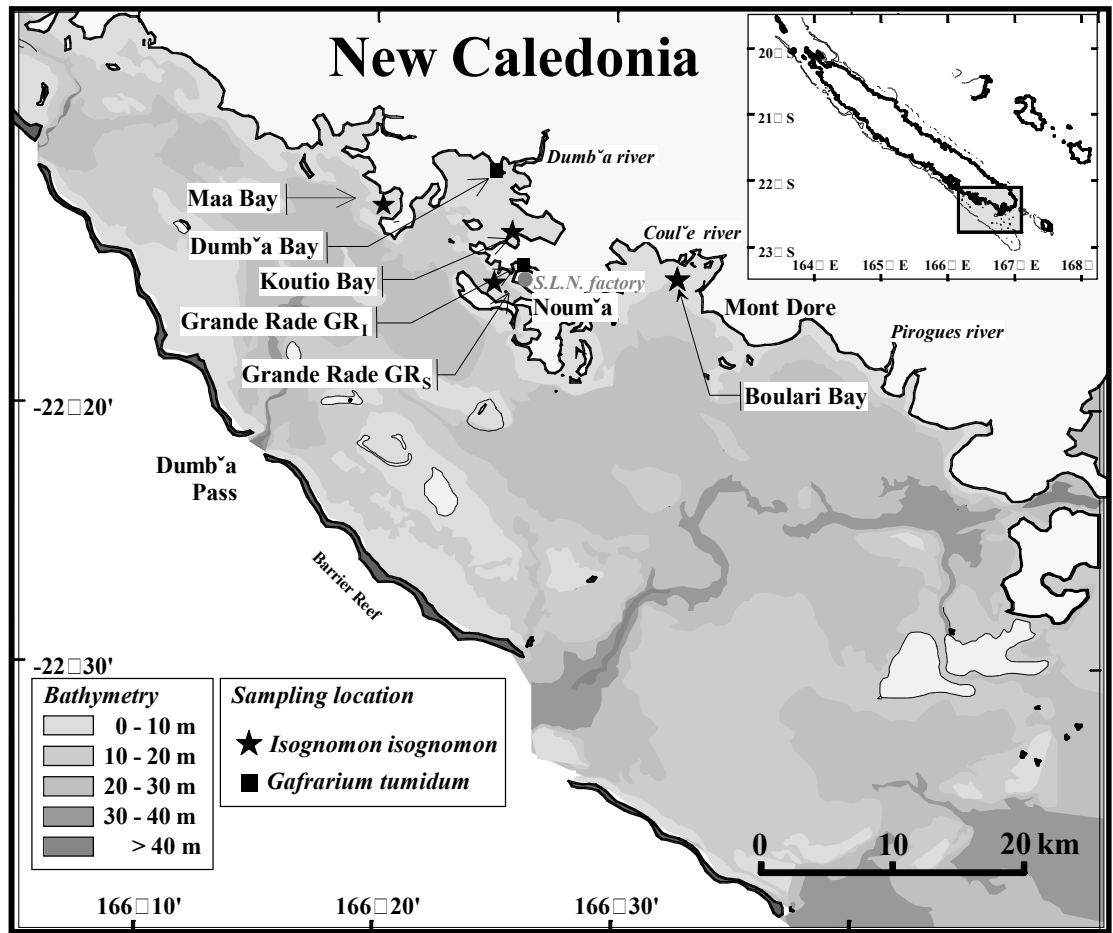 New Caledonia
20□ S
21□ S
22□ S
23□ S
164□ E
165□ E
166□ E
167□ E
168□
Dumbˇa river
Maa Bay
Dumbˇa Bay
Koutio Bay
Coulˇe river
S.L.N. factory
Noumˇa
Mont Dore
Grande Rade GRI
Pirogues river
Grande Rade GRS
Boulari Bay
-22□20'
Dumbˇa
Pass
Barrier Reef
-22□30'
Bathymetry
0 - 10 m
10 - 20 m
20 - 30 m
30 - 40 m
> 40 m
Sampling location
Isognomon isognomon
Gafrarium tumidum
0 10 20 km
166□10' 166□20' 166□30'